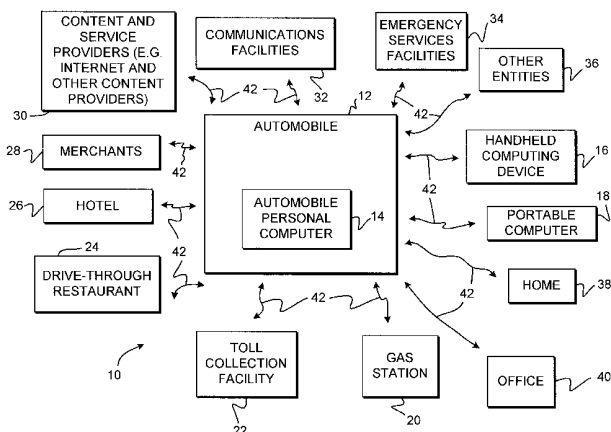 CONTENT AND
SERVICE
PROVIDERS (E.G.
INTERNET AND
OTHER CONTENT
PROVIDERS)
30
COMMUNICATIONS
FACILITIES
32
EMERGENCY
SERVICES
FACILITIES
34
OTHER
ENTITIES
36
42
42
12
28
MERCHANTS
42
AUTOMOBILE
AUTOMOBILE
PERSONAL
COMPUTER
14
HANDHELD
COMPUTING
DEVICE
16
42
26
HOTEL
42
PORTABLE
COMPUTER
18
24
DRIVE-THROUGH
RESTAURANT
42
42
HOME
38
10
TOLL
COLLECTION
FACILITY
22
GAS
STATION
20
OFFICE
40